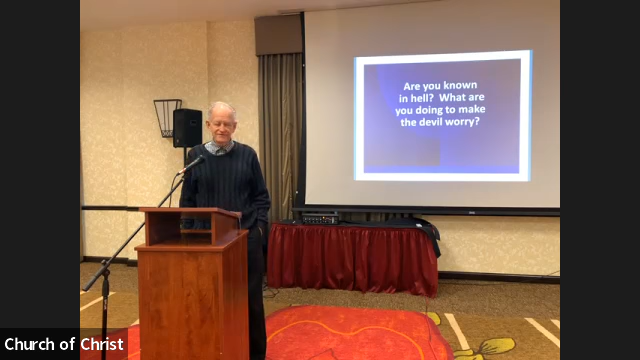 Are you known
in hell? What are
you doing to make
the devil worry?
Church of Christ